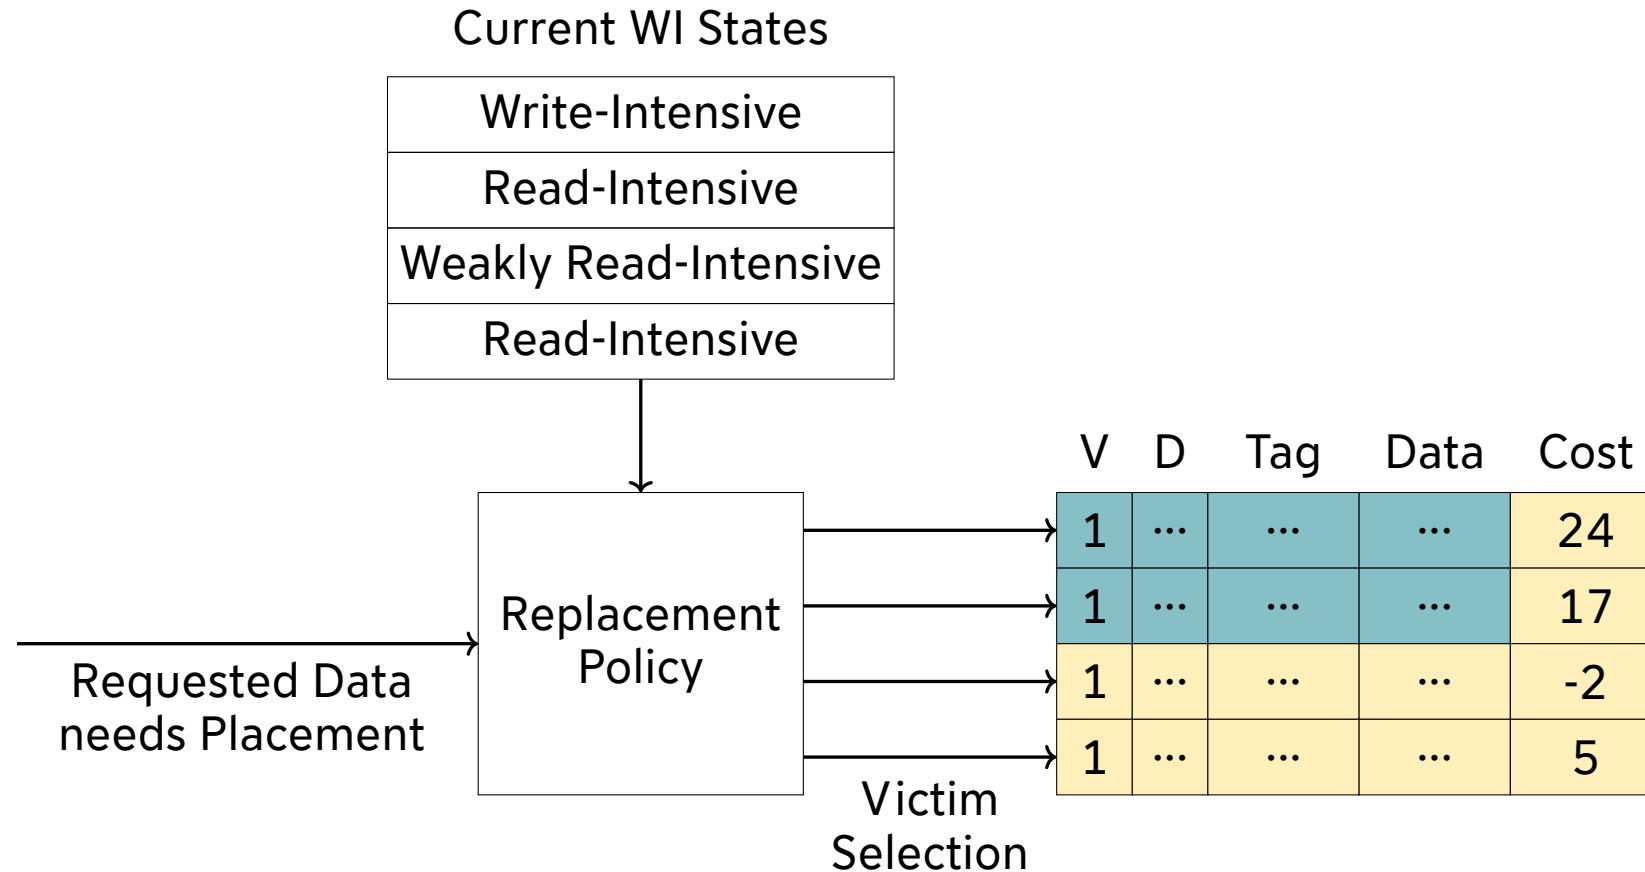 Current WI States
Write-Intensive
Read-Intensive
Weakly Read-Intensive
Read-Intensive
V D Tag Data Cost
1 ... ... ... 24
1 ... ... ... 17
1 ... ... ... -2
1 ... ... ... 5
Replacement
Policy
Requested Data
needs Placement
Victim
Selection